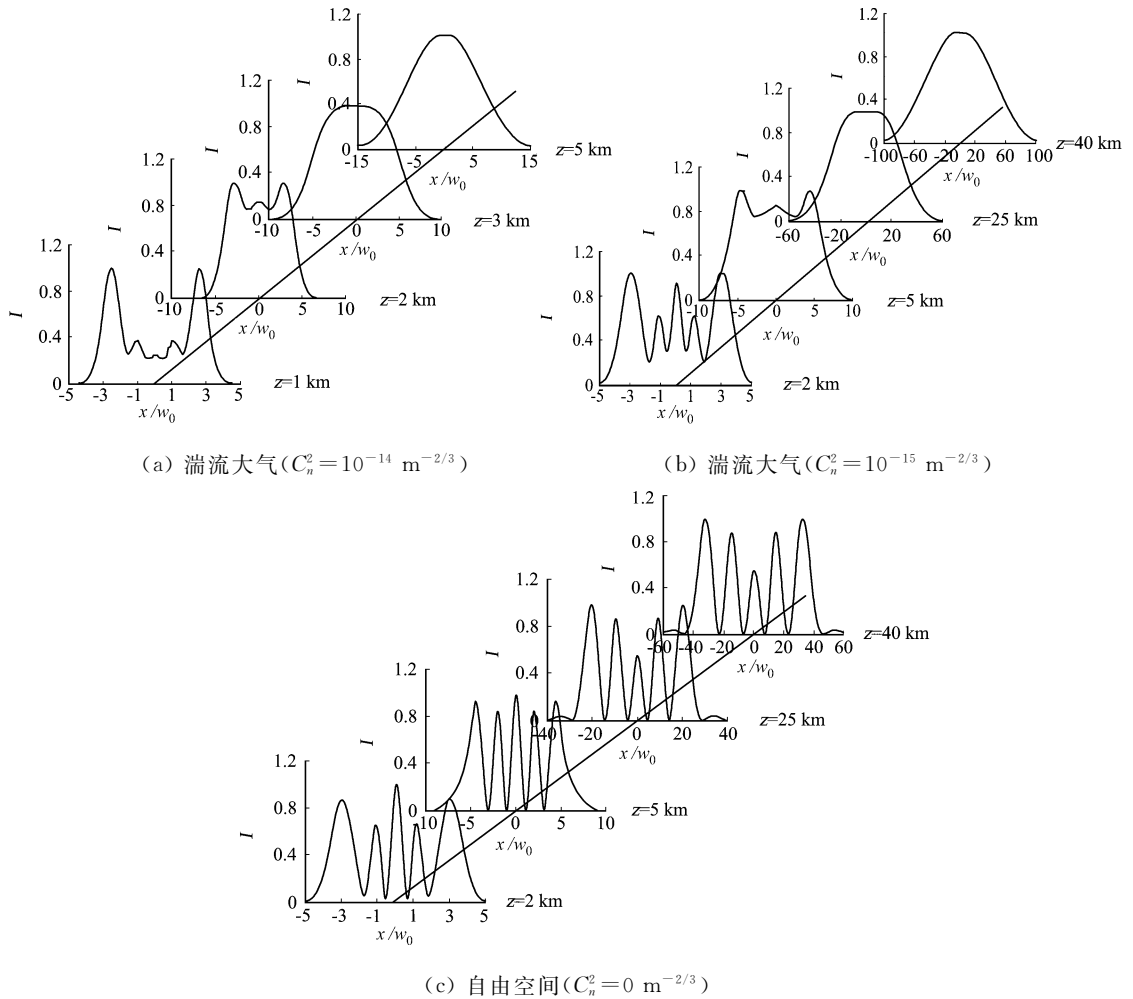 1.2
0.8
0.4
0
I
-15
-5
5
15
x/w0
z=5 km
1.2
0.8
0.4
0
I
-10
-5
0
5
10
x/w0
z=3 km
1.2
0.8
0.4
0
I
-10
-5
0
5
10
x/w0
z=2 km
1.2
0.8
0.4
0
I
-5
-3
-1
1
3
5
x/w0
z=1 km
(a) 湍流大气(C_n^2=10^{-14} m^{-2/3})
1.2
0.8
0.4
0
I
-100
-60
-20
20
60
100
x/w0
z=40 km
1.2
0.8
0.4
0
I
-60
-20
20
60
x/w0
z=25 km
1.2
0.8
0.4
0
I
-10
-5
0
5
10
x/w0
z=5 km
1.2
0.8
0.4
0
I
-5
-3
-1
1
3
5
x/w0
z=2 km
(b) 湍流大气(C_n^2=10^{-15} m^{-2/3})
1.2
0.8
0.4
0
I
-60
-40
-20
0
20
40
60
x/w0
z=40 km
1.2
0.8
0.4
0
I
-40
-20
0
20
40
x/w0
z=25 km
1.2
0.8
0.4
0
I
10
-5
0
5
10
x/w0
z=5 km
1.2
0.8
0.4
0
I
-5
-3
-1
1
3
5
x/w0
z=2 km
(c) 自由空间(C_n^2=0 m^{-2/3})